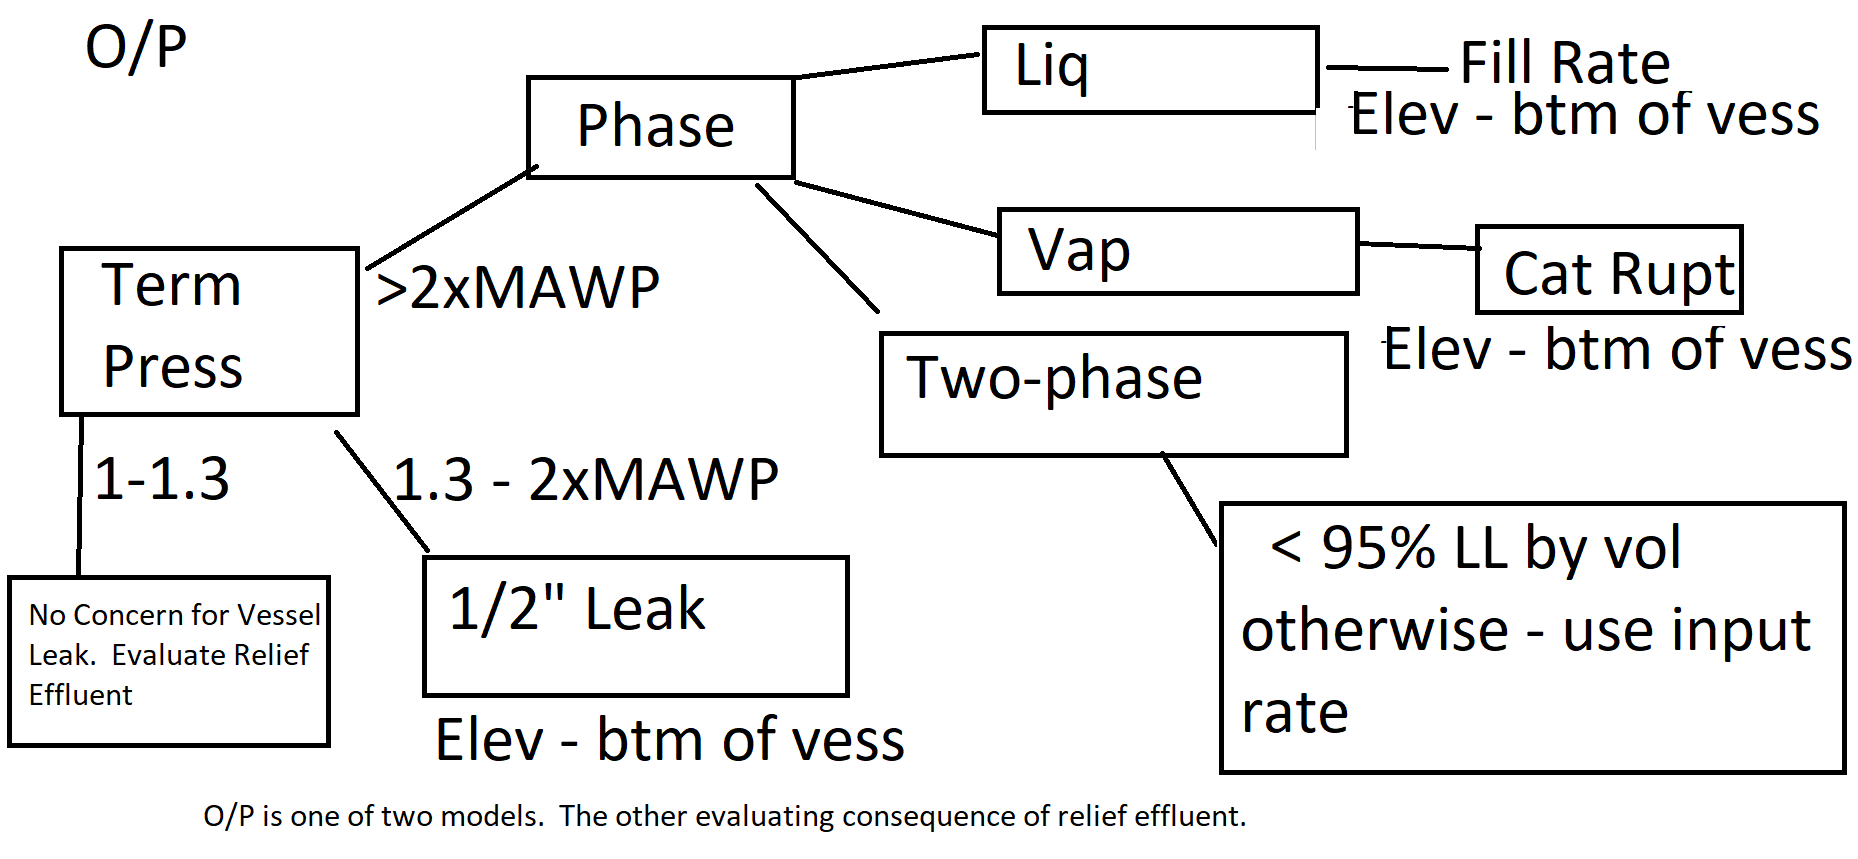 O/P
Phase
Liq
Fill Rate
Elev - btm of vess
Vap
Cat Rupt
Elev - btm of vess
Term
Press
>2xMAWP
Two-phase
1-1.3
1.3 - 2xMAWP
< 95% LL by vol
otherwise - use input
rate
No Concern for Vessel
Leak.  Evaluate Relief
Effluent
1/2" Leak
Elev - btm of vess
O/P is one of two models.  The other evaluating consequence of relief effluent.